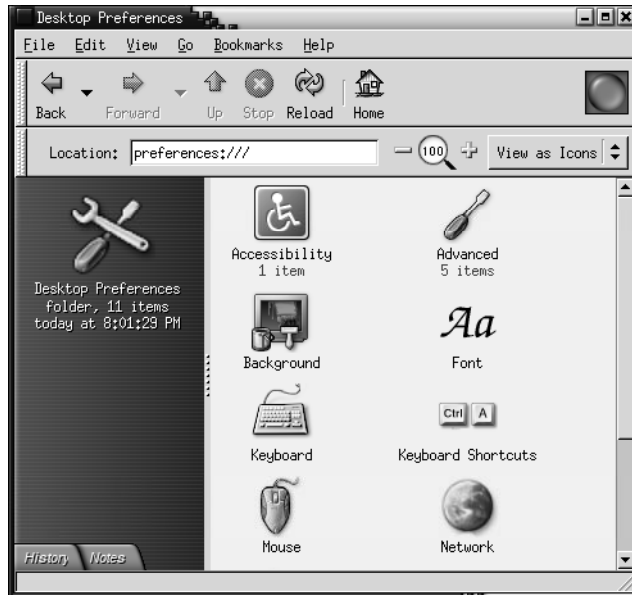 Desktop Preferences
File Edit View Go Bookmarks Help
Back Forward Up Stop Reload Home
Location: preferences:/// 100 View as Icons
Desktop Preferences
folder, 11 items
today at 8:01:29 PM
Accessibility
1 item
Advanced
5 items
Background
Aa
Font
Keyboard
Ctrl A
Keyboard Shortcuts
Mouse
Network
History Notes